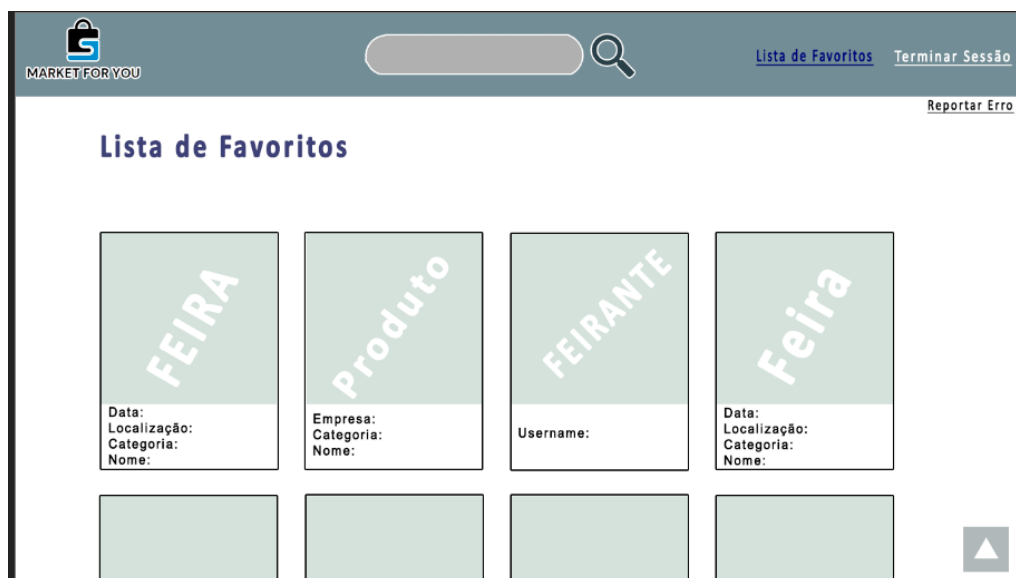 MARKET FOR YOU
Lista de Favoritos
Terminar Sessão
Reportar Erro
Lista de Favoritos
FEIRA
Data:
Localização:
Categoria:
Nome:
Produto
Empresa:
Categoria:
Nome:
FEIRANTE
Username:
Feira
Data:
Localização:
Categoria:
Nome: